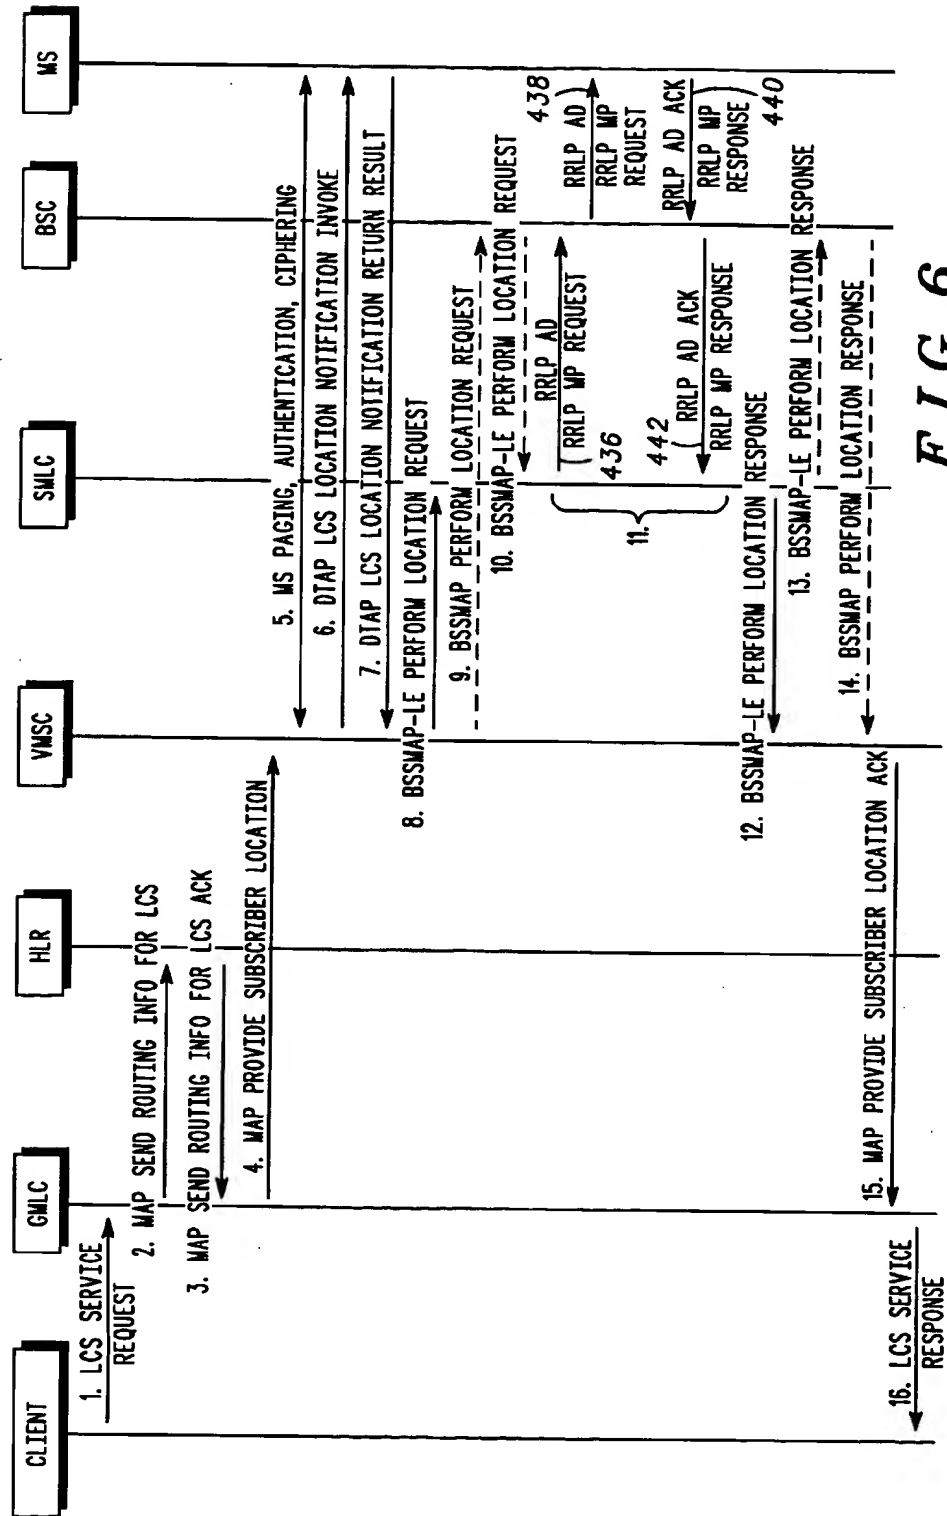 CLIENT
GMLC
HLR
VMSC
SMLC
BSC
MS
1. LCS SERVICE
REQUEST
2. MAP SEND ROUTING INFO FOR LCS
3. MAP SEND ROUTING INFO FOR LCS ACK
4. MAP PROVIDE SUBSCRIBER LOCATION
5. MS PAGING, AUTHENTICATION, CIPHERING
6. DTAP LCS LOCATION NOTIFICATION INVOKE
7. DTAP LCS LOCATION NOTIFICATION RETURN RESULT
8. BSSMAP-LE PERFORM LOCATION REQUEST
9. BSSMAP PERFORM LOCATION REQUEST
10. BSSMAP-LE PERFORM LOCATION REQUEST
11.
RRLP AD
RRLP MP REQUEST
436
RRLP AD
438
RRLP MP
REQUEST
RRLP AD ACK
RRLP MP
RESPONSE
440
442
RRLP AD ACK
RRLP MP RESPONSE
12. BSSMAP-LE PERFORM LOCATION RESPONSE
13. BSSMAP-LE PERFORM LOCATION RESPONSE
14. BSSMAP PERFORM LOCATION RESPONSE
15. MAP PROVIDE SUBSCRIBER LOCATION ACK
16. LCS SERVICE
RESPONSE
FIG 6